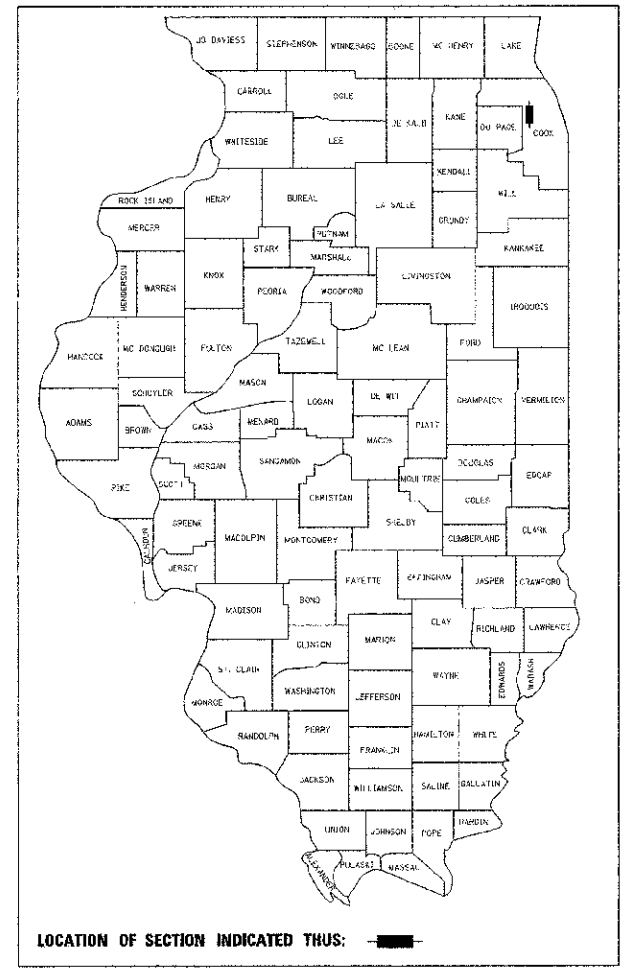 JO DAVIESS STEPHENSON WINNEBAGO BOONE MC HENRY LAKE
CARROLL OGLE DE KALB KANE DU PAGE COOK
WHITESIDE LEE KENDALL WILL
ROCK ISLAND HENRY BUREAU LA SALLE GRUNDY
MERCER PUTNAM KANKAKEE
STARK MARSHALL LIVINGSTON
HENDERSON WARREN KNOX PEORIA WOODFORD IROQUOIS
HANCOCK MC DONOUGH FULTON TAZEWELL MC LEAN FORD
SCHUYLER MASON LOGAN DE WITT CHAMPAIGN VERMILION
ADAMS BROWN CASS MENARD MACON PIATT
PIKE SCOTT MORGAN SANGAMON CHRISTIAN MOULTRIE DOUGLAS EDGAR
COLES
CALHOUN GREENE MACOUPIN MONTGOMERY SHELBY CUMBERLAND CLARK
JERSEY FAYETTE EFFINGHAM JASPER CRAWFORD
MADISON BOND CLAY RICHLAND LAWRENCE
CLINTON MARION
ST. CLAIR WASHINGTON JEFFERSON WAYNE EDWARDS WABASH
MONROE
RANDOLPH PERRY FRANKLIN HAMILTON WHITE
JACKSON WILLIAMSON SALINE GALLATIN
UNION JOHNSON POPE HARDIN
ALEXANDER PULASKI MASSAC
LOCATION OF SECTION INDICATED THUS: